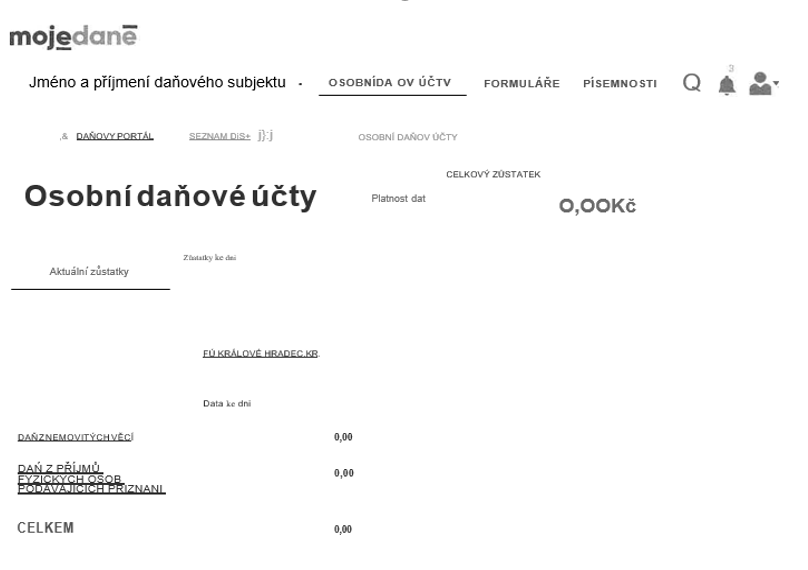 mojedaně
3
Jméno a příjmení daňového subjektu - OSOBNÍDA OV ÚČTV FORMULÁŘE PÍSEMNOSTI
,& DAŇOVY PORTÁL SEZNAM DiS+ j}:j OSOBNÍ DAŇOV ÚČTY
CELKOVÝ ZŮSTATEK
Osobní daňové účty
Platnost dat
0,00Kč
Zůstatky ke dni
Aktuální zůstatky
FÚ KRÁLOVÉ HRADEC.KR.
Data ke dni
DAŇZNEMOVITÝCHVĚCÍ 0,00
DAŇ Z PŘÍJMŮ
FYZICKÝCH OSOB
PODÁVAJÍCÍCH PŘIZNÁNÍ
0,00
CELKEM 0,00